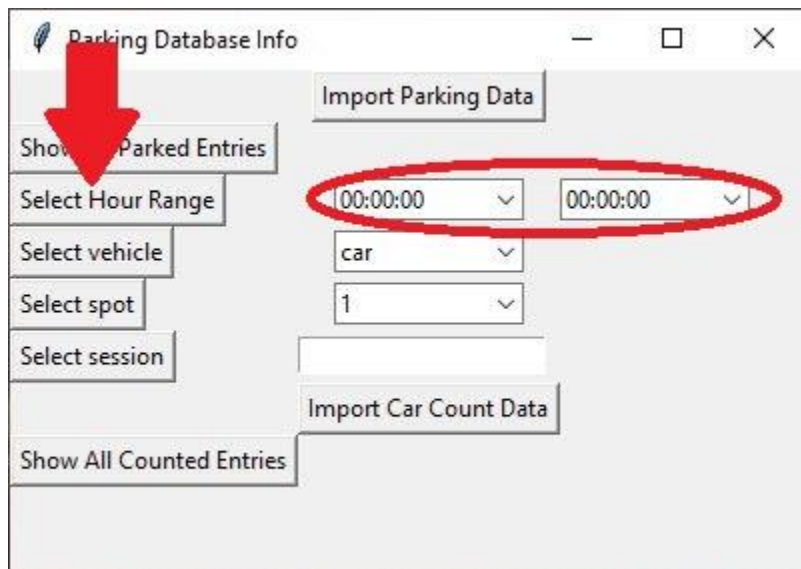 Parking Database Info
Import Parking Data
Show Parked Entries
Select Hour Range 00:00:00 00:00:00
Select vehicle car
Select spot 1
Select session
Import Car Count Data
Show All Counted Entries